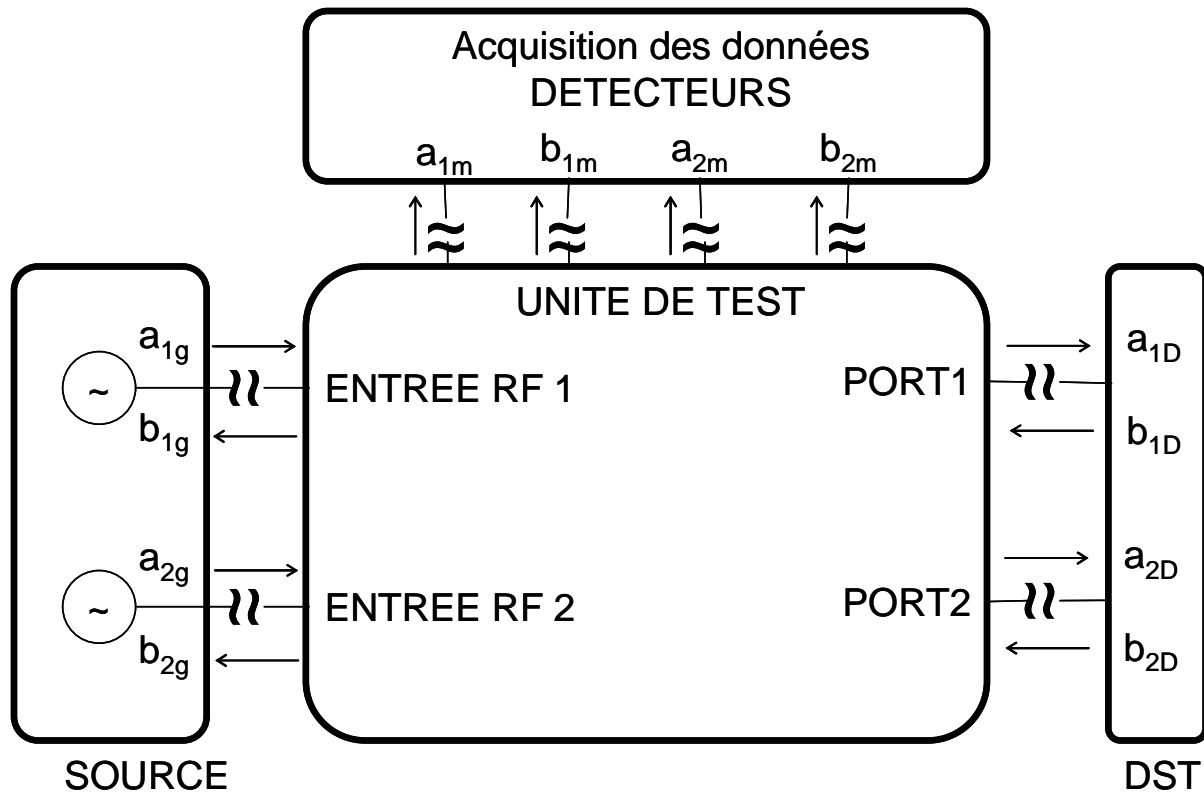 Acquisition des données
DETECTEURS
a1m b1m a2m b2m
UNITE DE TEST
a1g
~
b1g
ENTREE RF 1
PORT1
a1D
b1D
a2g
~
b2g
ENTREE RF 2
PORT2
a2D
b2D
SOURCE
DST